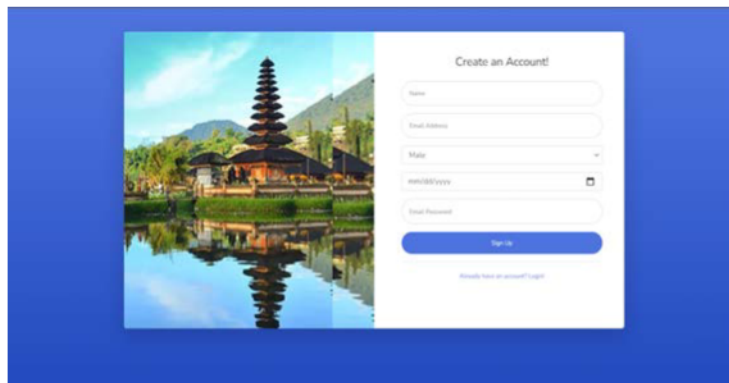 Create an Account!
Name
Email Address
Male
mm/dd/yyyy
Email Password
Sign Up
Already have an account? Login!